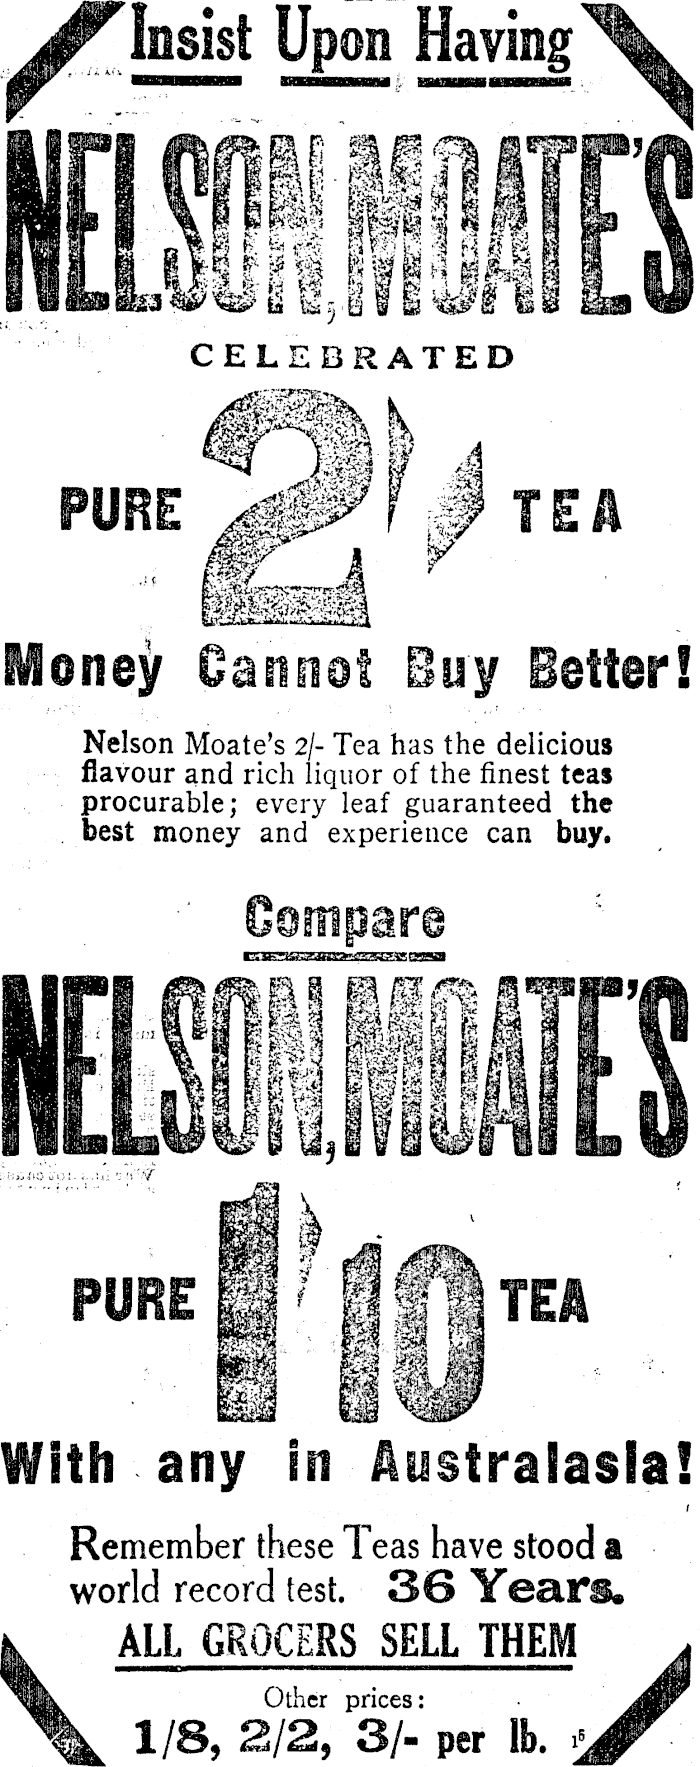 Insist Upon Having
NELSON, MOATE'S
CELEBRATED
PURE 2/- TEA
Money Cannot Buy Better!
Nelson Moate's 2/- Tea has the delicious
flavour and rich liquor of the finest teas
procurable; every leaf guaranteed the
best money and experience can buy.
Compare
NELSON, MOATE'S
PURE 1/10 TEA
With any in Australasia!
Remember these Teas have stood a
world record test. 36 Years.
ALL GROCERS SELL THEM
Other prices:
1/8, 2/2, 3/- per lb. 15